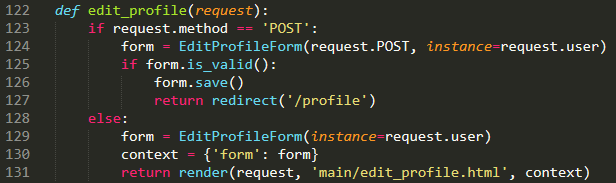 122 def edit_profile(request):
123     if request.method == 'POST':
124         form = EditProfileForm(request.POST, instance=request.user)
125         if form.is_valid():
126             form.save()
127             return redirect('/profile')
128     else:
129         form = EditProfileForm(instance=request.user)
130         context = {'form': form}
131         return render(request, 'main/edit_profile.html', context)